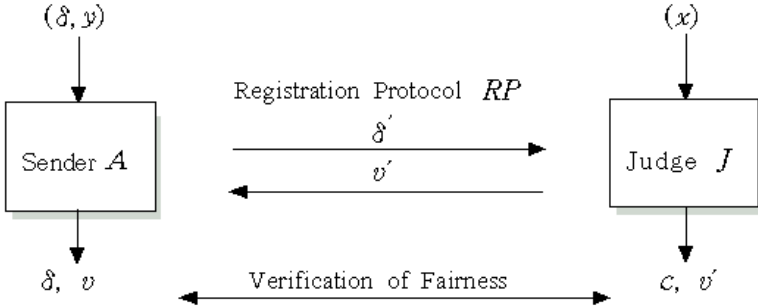 (δ, y)
(x)
Registration Protocol RP
δ′
v′
Sender A
Judge J
δ, v
Verification of Fairness
c, v′